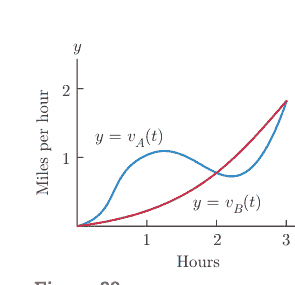 y
2
Miles per hour
y = v_A(t)
1
y = v_B(t)
1 2 3
Hours